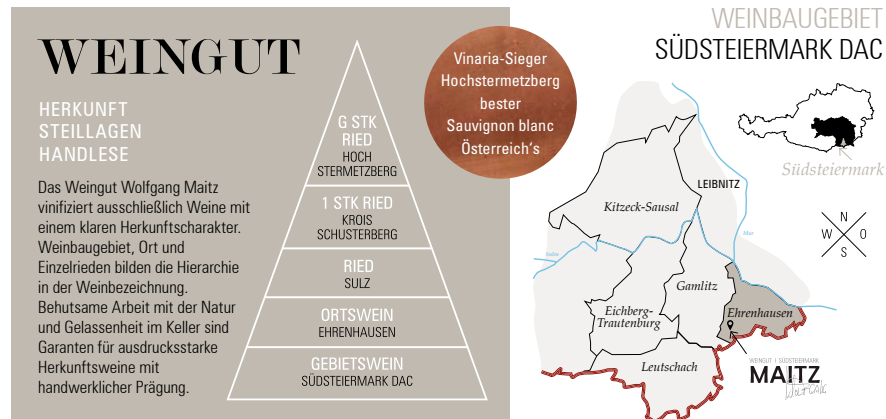 WEINGUT
HERKUNFT
STEILLAGEN
HANDLESE
Das Weingut Wolfgang Maitz
vinifiziert ausschließlich Weine mit
einem klaren Herkunftscharakter.
Weinbaugebiet, Ort und
Einzelrieden bilden die Hierarchie
in der Weinbezeichnung.
Behutsame Arbeit mit der Natur
und Gelassenheit im Keller sind
Garanten für ausdrucksstarke
Herkunftsweine mit
handwerklicher Prägung.
G STK
RIED
HOCH
STERMETZBERG
1 STK RIED
KROIS
SCHUSTERBERG
RIED
SULZ
ORTSWEIN
EHRENHAUSEN
GEBIETSWEIN
SÜDSTEIERMARK DAC
Vinaria-Sieger
Hochstermetzberg
bester
Sauvignon blanc
Österreich‘s
WEINBAUGEBIET
SÜDSTEIERMARK DAC
Südsteiermark
LEIBNITZ
Kitzeck-Sausal
Mur
N
W O
S
Gamlitz
Eichberg-
Trautenburg
Ehrenhausen
Leutschach
WEINGUT I SÜDSTEIERMARK
MAITZ